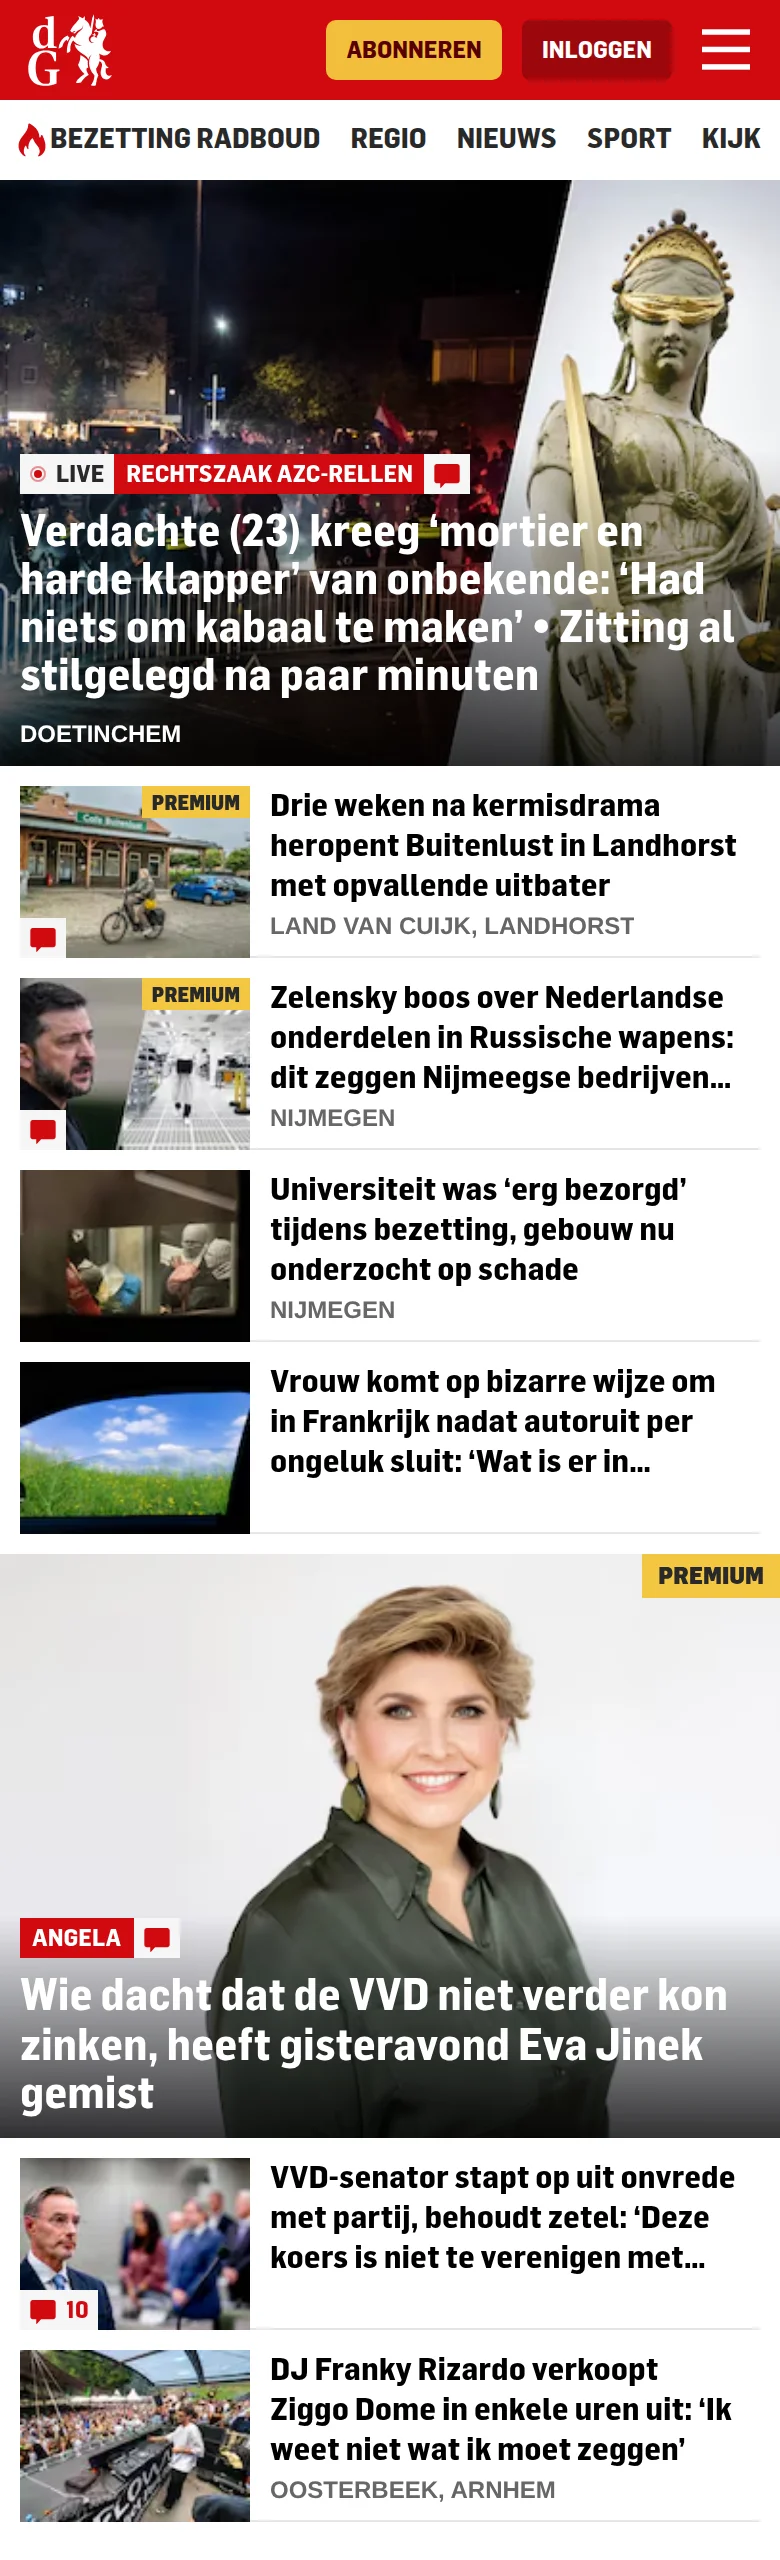 dG
ABONNEREN
INLOGGEN
BEZETTING RADBOUD
REGIO
NIEUWS
SPORT
KIJK
LIVE
RECHTSZAAK AZC-RELLEN
Verdachte (23) kreeg ‘mortier en
harde klapper’ van onbekende: ‘Had
niets om kabaal te maken’ • Zitting al
stilgelegd na paar minuten
DOETINCHEM
PREMIUM
Drie weken na kermisdrama
heropent Buitenlust in Landhorst
met opvallende uitbater
LAND VAN CUIJK, LANDHORST
PREMIUM
Zelensky boos over Nederlandse
onderdelen in Russische wapens:
dit zeggen Nijmeegse bedrijven...
NIJMEGEN
Universiteit was ‘erg bezorgd’
tijdens bezetting, gebouw nu
onderzocht op schade
NIJMEGEN
Vrouw komt op bizarre wijze om
in Frankrijk nadat autoruit per
ongeluk sluit: ‘Wat is er in...
PREMIUM
ANGELA
Wie dacht dat de VVD niet verder kon
zinken, heeft gisteravond Eva Jinek
gemist
VVD-senator stapt op uit onvrede
met partij, behoudt zetel: ‘Deze
koers is niet te verenigen met...
10
DJ Franky Rizardo verkoopt
Ziggo Dome in enkele uren uit: ‘Ik
weet niet wat ik moet zeggen’
OOSTERBEEK, ARNHEM